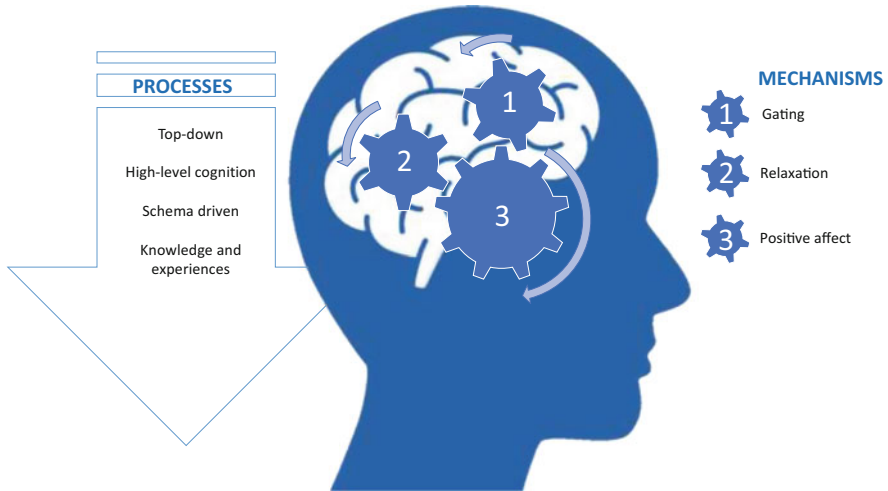 PROCESSES
Top-down
High-level cognition
Schema driven
Knowledge and
experiences
1
2
3
MECHANISMS
1 Gating
2 Relaxation
3 Positive affect